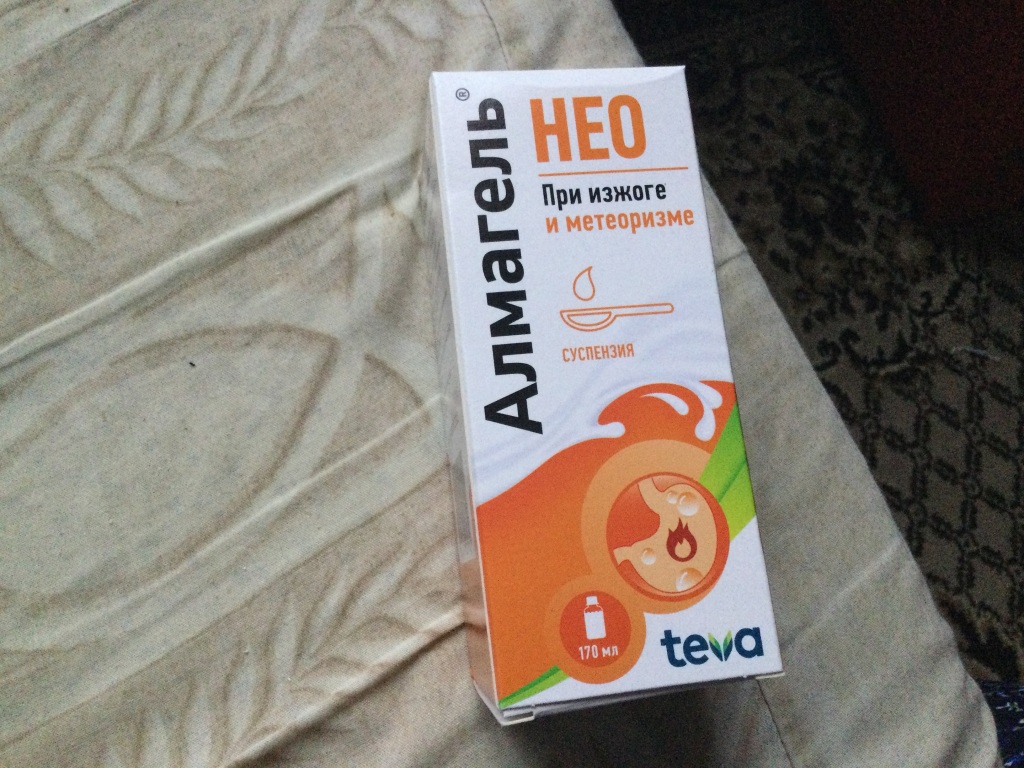 Алмагель®
НЕО
При изжоге
и метеоризме
СУСПЕНЗИЯ
170 мл
teva